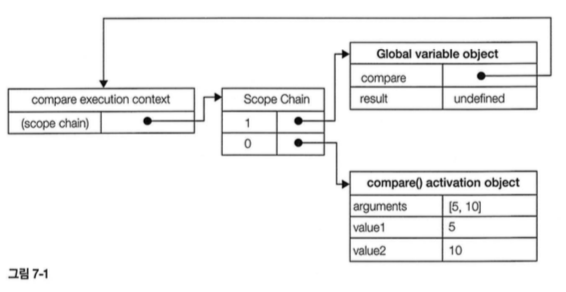 Global variable object
compare
result undefined
compare execution context
(scope chain)
Scope Chain
1
0
compare() activation object
arguments [5, 10]
value1 5
value2 10
그림 7-1